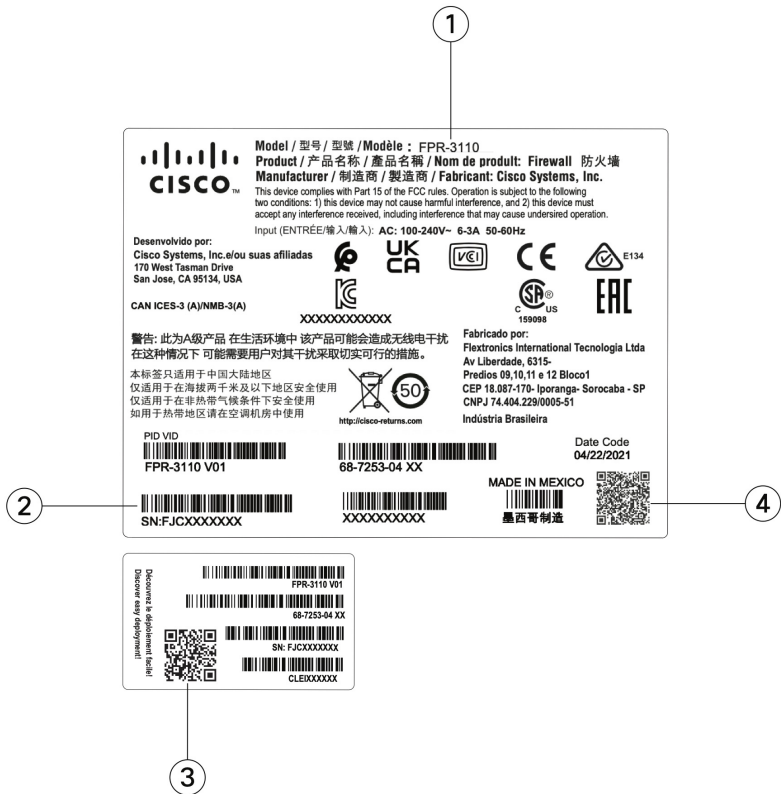 1
CISCO™
Model / 型号 / 型號 / Modèle : FPR-3110
Product / 产品名称 / 產品名稱 / Nom de produit: Firewall 防火墙
Manufacturer / 制造商 / 製造商 / Fabricant: Cisco Systems, Inc.
This device complies with Part 15 of the FCC rules. Operation is subject to the following
two conditions: 1) this device may not cause harmful interference, and 2) this device must
accept any interference received, including interference that may cause undersired operation.
Input (ENTRÉE/输入/輸入): AC: 100-240V~ 6-3A 50-60Hz
Desenvolvido por:
Cisco Systems, Inc.e/ou suas afiliadas
170 West Tasman Drive
San Jose, CA 95134, USA
CAN ICES-3 (A)/NMB-3(A)
UK
CA
VCI
CE
E134
XXXXXXXXXXXXX
C SA ® US
159098
EAC
警告: 此为A级产品 在生活环境中 该产品可能会造成无线电干扰
在这种情况下 可能需要用户对其干扰采取切实可行的措施。
本标签只适用于中国大陆地区
仅适用于在海拔两千米及以下地区安全使用
仅适用于在非热带气候条件下安全使用
如用于热带地区请在空调机房中使用
50
http://cisco-returns.com
Fabricado por:
Flextronics International Tecnologia Ltda
Av Liberdade, 6315-
Predios 09,10,11 e 12 Bloco1
CEP 18.087-170- Iporanga- Sorocaba - SP
CNPJ 74.404.229/0005-51
Indústria Brasileira
PID VID
FPR-3110 V01
68-7253-04 XX
Date Code
04/22/2021
2
SN:FJCXXXXXXX
XXXXXXXXXX
MADE IN MEXICO
墨西哥制造
4
Découvrez le déploiement facile!
Discover easy deployment!
FPR-3110 V01
68-7253-04 XX
SN: FJCXXXXXXX
CLEIXXXXXX
3